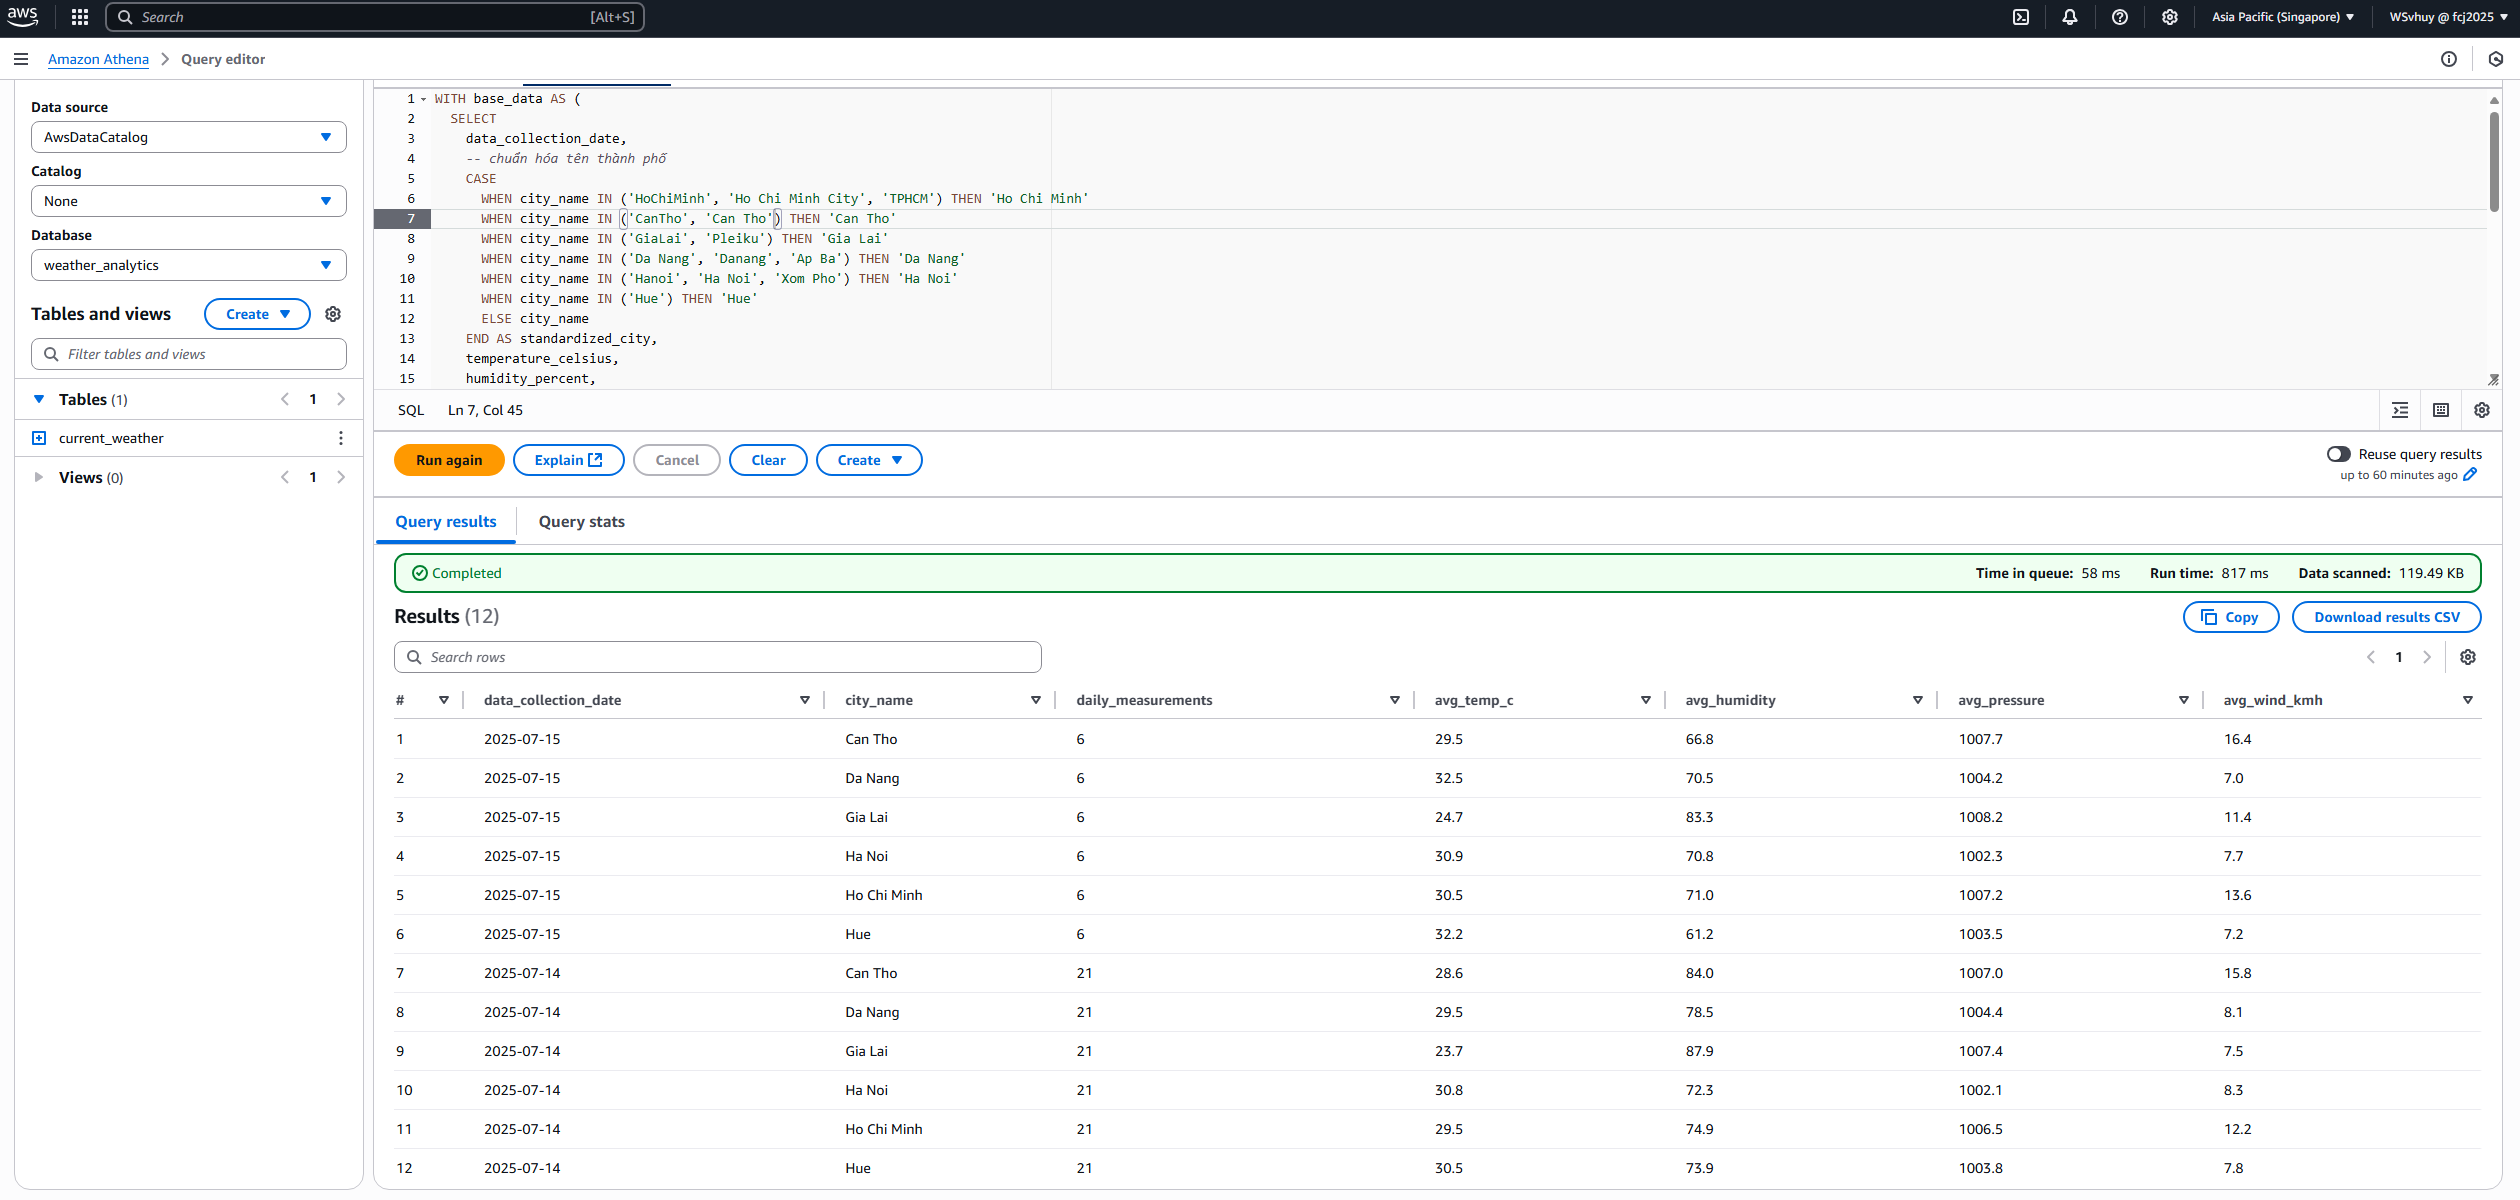 aws
Search [Alt+S] Asia Pacific (Singapore) WSvhuy @ fcj2025
Amazon Athena > Query editor
Data source
AwsDataCatalog
Catalog
None
Database
weather_analytics
Tables and views Create
Filter tables and views
Tables (1) 1
current_weather
Views (0) 1
1 WITH base_data AS (
2 SELECT
3 data_collection_date,
4 -- chuẩn hóa tên thành phố
5 CASE
6 WHEN city_name IN ('HoChiMinh', 'Ho Chi Minh City', 'TPHCM') THEN 'Ho Chi Minh'
7 WHEN city_name IN ('CanTho', 'Can Tho') THEN 'Can Tho'
8 WHEN city_name IN ('GiaLai', 'Pleiku') THEN 'Gia Lai'
9 WHEN city_name IN ('Da Nang', 'Danang', 'Ap Ba') THEN 'Da Nang'
10 WHEN city_name IN ('Hanoi', 'Ha Noi', 'Xom Pho') THEN 'Ha Noi'
11 WHEN city_name IN ('Hue') THEN 'Hue'
12 ELSE city_name
13 END AS standardized_city,
14 temperature_celsius,
15 humidity_percent,
SQL Ln 7, Col 45
Run again Explain Cancel Clear Create
Reuse query results
up to 60 minutes ago
Query results Query stats
Completed Time in queue: 58 ms Run time: 817 ms Data scanned: 119.49 KB
Results (12) Copy Download results CSV
Search rows 1
# data_collection_date city_name daily_measurements avg_temp_c avg_humidity avg_pressure avg_wind_kmh
1 2025-07-15 Can Tho 6 29.5 66.8 1007.7 16.4
2 2025-07-15 Da Nang 6 32.5 70.5 1004.2 7.0
3 2025-07-15 Gia Lai 6 24.7 83.3 1008.2 11.4
4 2025-07-15 Ha Noi 6 30.9 70.8 1002.3 7.7
5 2025-07-15 Ho Chi Minh 6 30.5 71.0 1007.2 13.6
6 2025-07-15 Hue 6 32.2 61.2 1003.5 7.2
7 2025-07-14 Can Tho 21 28.6 84.0 1007.0 15.8
8 2025-07-14 Da Nang 21 29.5 78.5 1004.4 8.1
9 2025-07-14 Gia Lai 21 23.7 87.9 1007.4 7.5
10 2025-07-14 Ha Noi 21 30.8 72.3 1002.1 8.3
11 2025-07-14 Ho Chi Minh 21 29.5 74.9 1006.5 12.2
12 2025-07-14 Hue 21 30.5 73.9 1003.8 7.8